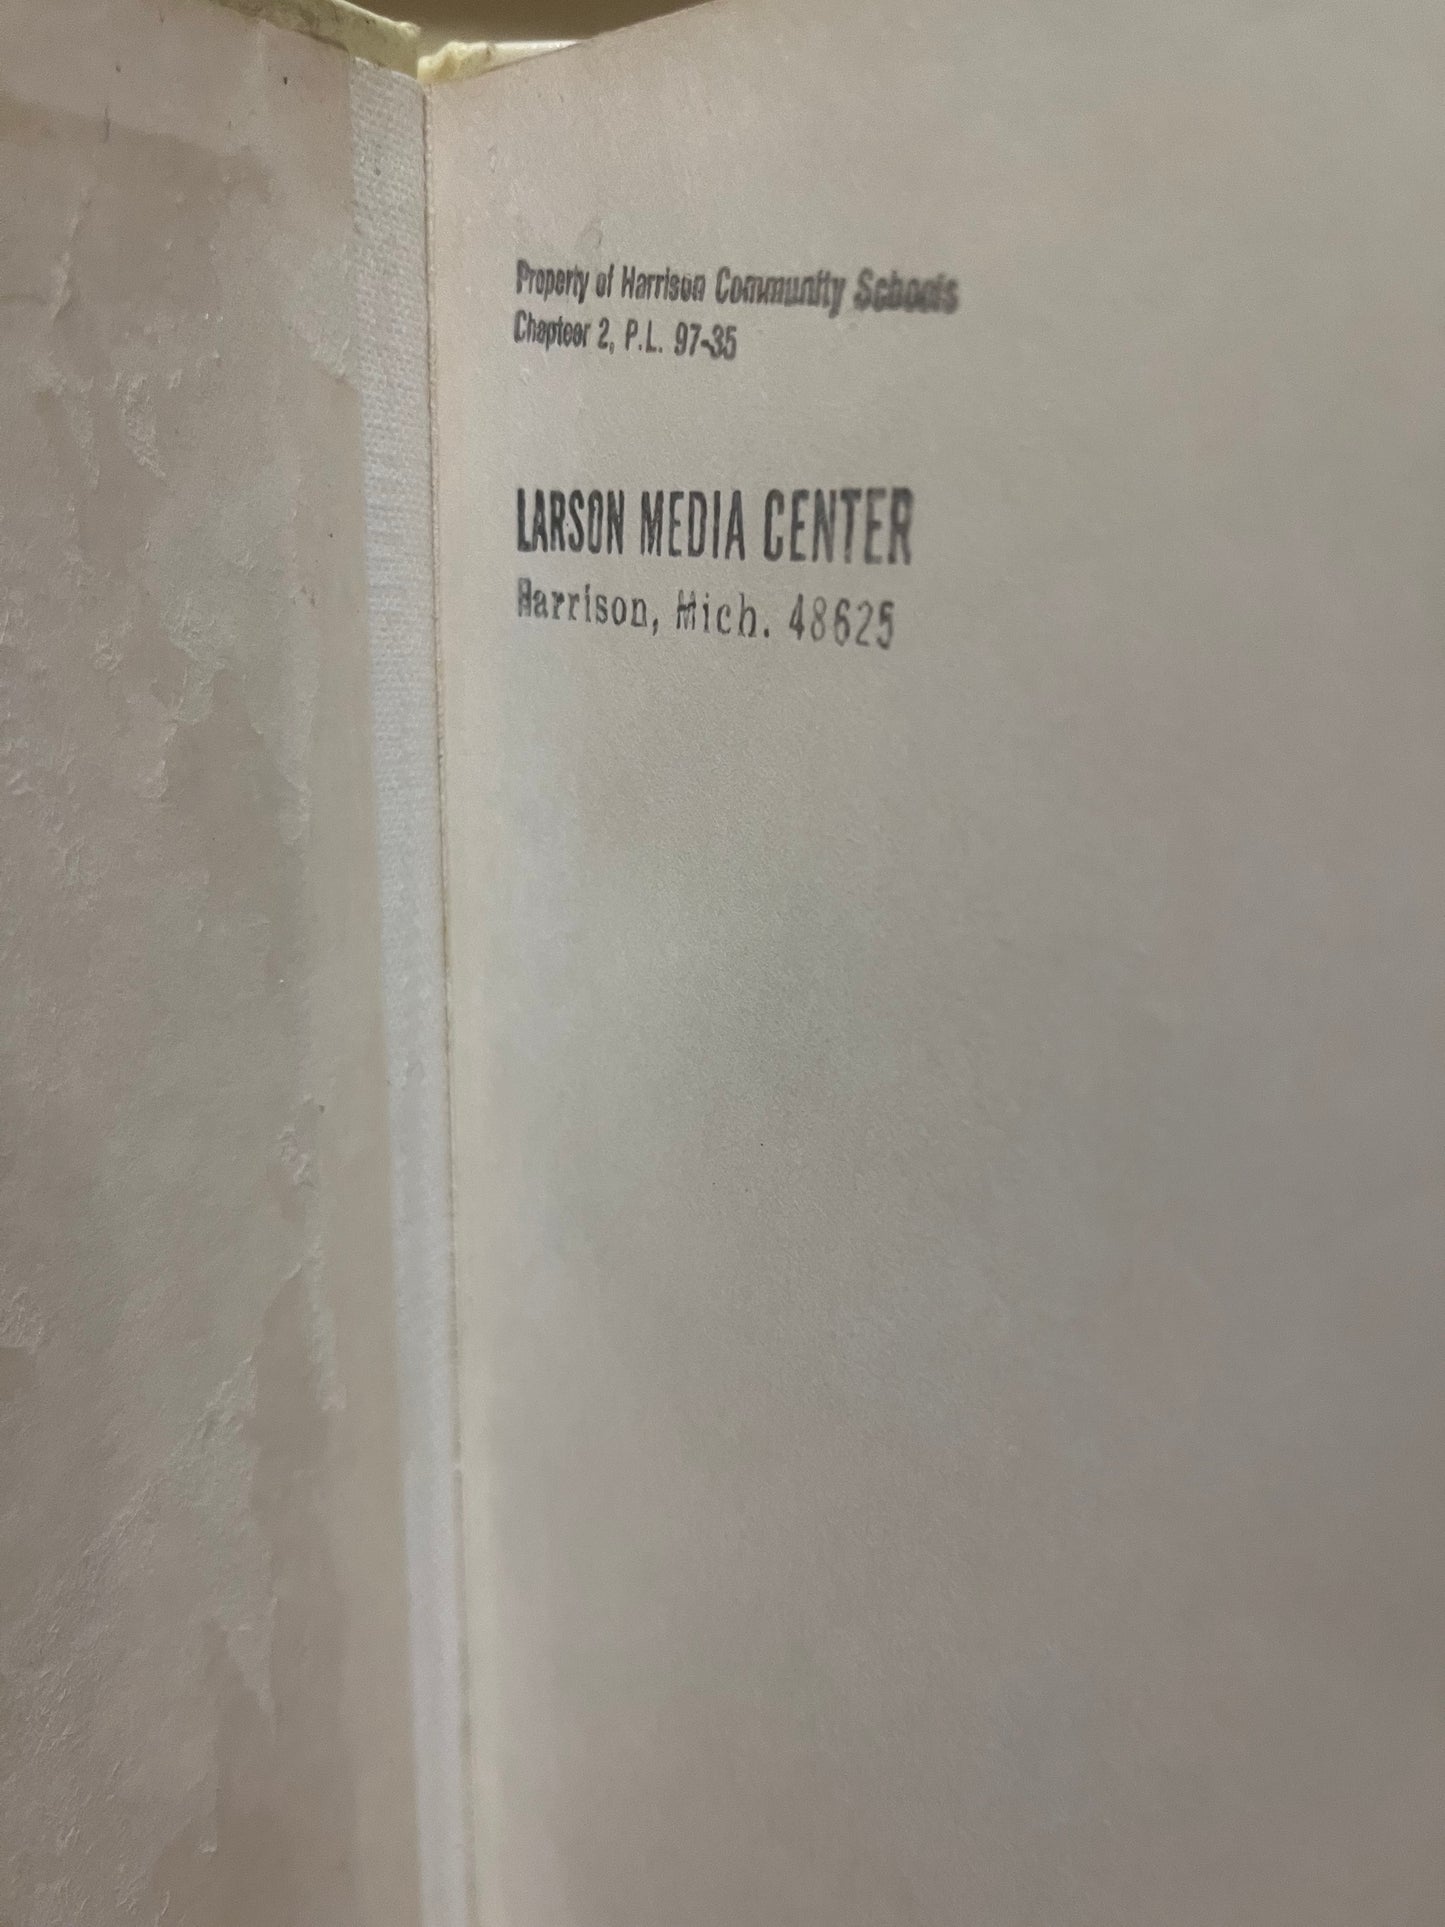 Property of Harrison Community Schools
Chapteer 2, P.L. 97-35
LARSON MEDIA CENTER
Harrison, Mich. 48625